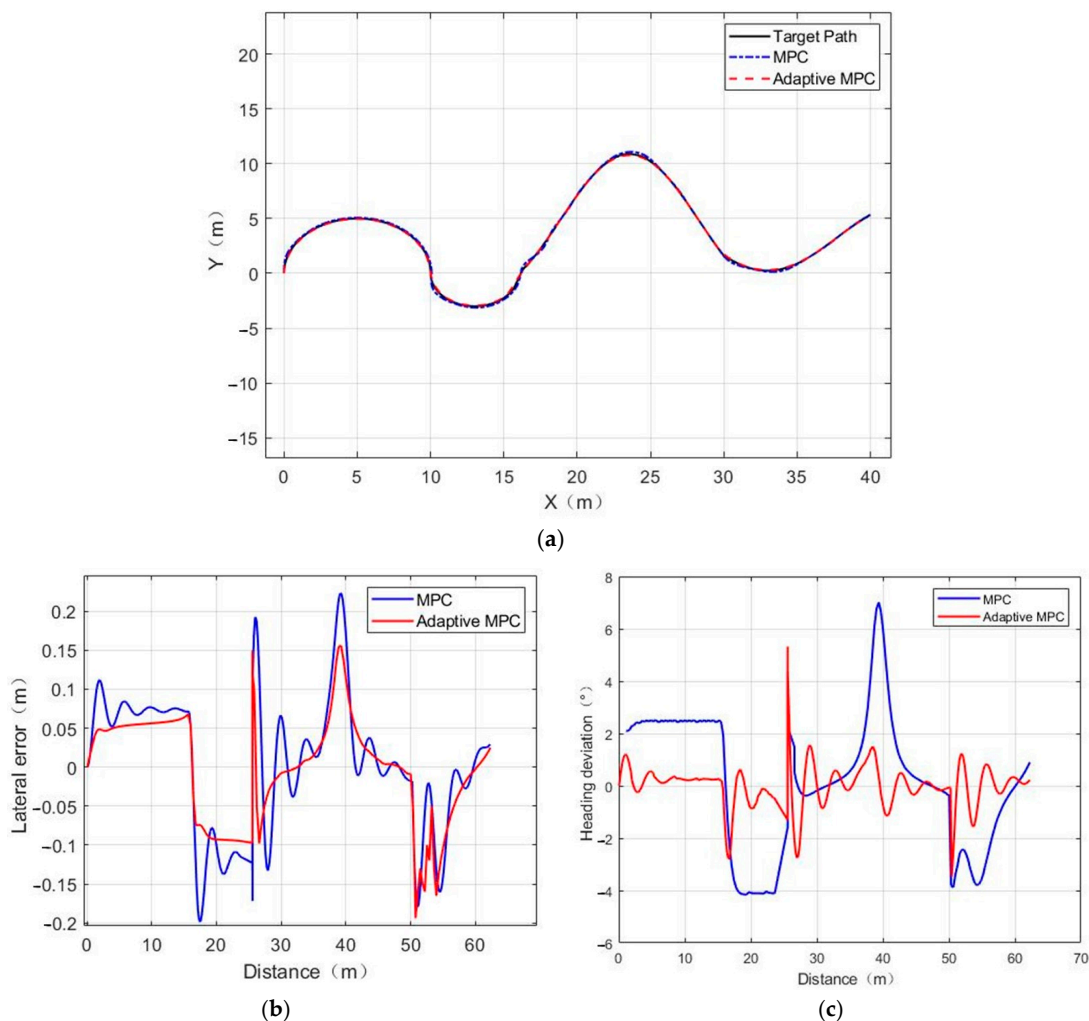 Target Path
MPC
Adaptive MPC
20
15
10
5
0
−5
−10
−15
Y（m）
0 5 10 15 20 25 30 35 40
X（m）
(a)
MPC
Adaptive MPC
0.2
0.15
0.1
0.05
0
−0.05
−0.1
−0.15
−0.2
Lateral error（m）
0 10 20 30 40 50 60
Distance（m）
(b)
MPC
Adaptive MPC
8
6
4
2
0
−2
−4
−6
Heading deviation（°）
0 10 20 30 40 50 60 70
Distance（m）
(c)